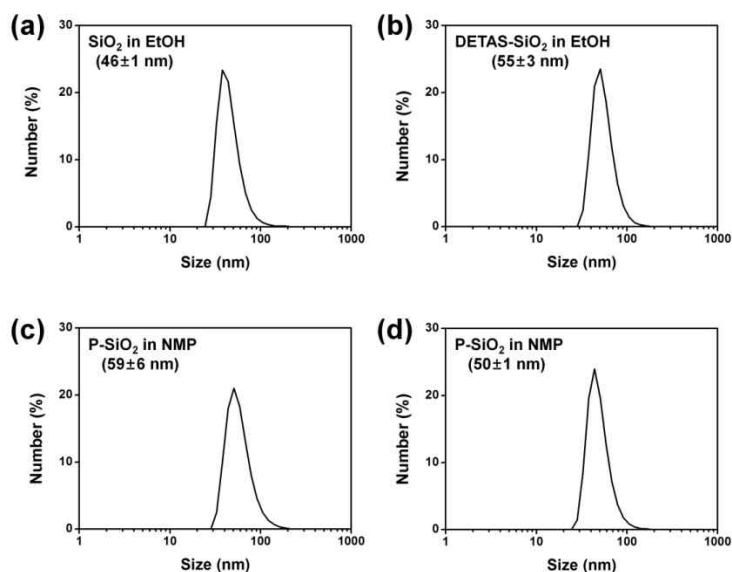 (a)
SiO₂ in EtOH
(46±1 nm)
Number (%)
30
20
10
0
1
10
100
1000
Size (nm)
(b)
DETAS-SiO₂ in EtOH
(55±3 nm)
Number (%)
30
20
10
0
1
10
100
1000
Size (nm)
(c)
P-SiO₂ in NMP
(59±6 nm)
Number (%)
30
20
10
0
1
10
100
1000
Size (nm)
(d)
P-SiO₂ in NMP
(50±1 nm)
Number (%)
30
20
10
0
1
10
100
1000
Size (nm)